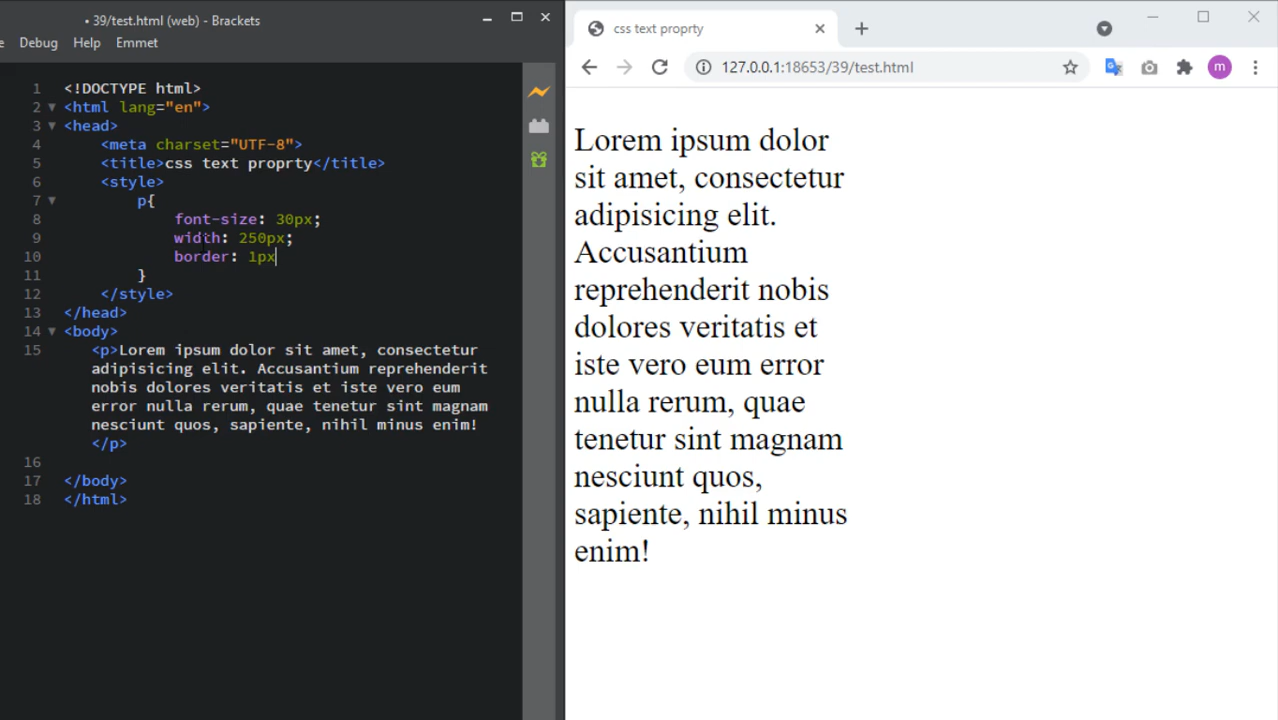 • 39/test.html (web) - Brackets
e Debug Help Emmet
1 <!DOCTYPE html>
2 <html lang="en">
3 <head>
4 <meta charset="UTF-8">
5 <title>css text proprty</title>
6 <style>
7 p{
8 font-size: 30px;
9 width: 250px;
10 border: 1px
11 }
12 </style>
13 </head>
14 <body>
15 <p>Lorem ipsum dolor sit amet, consectetur
adipisicing elit. Accusantium reprehenderit
nobis dolores veritatis et iste vero eum
error nulla rerum, quae tenetur sint magnam
nesciunt quos, sapiente, nihil minus enim!
</p>
16
17 </body>
18 </html>
css text proprty
127.0.0.1:18653/39/test.html
m
Lorem ipsum dolor
sit amet, consectetur
adipisicing elit.
Accusantium
reprehenderit nobis
dolores veritatis et
iste vero eum error
nulla rerum, quae
tenetur sint magnam
nesciunt quos,
sapiente, nihil minus
enim!